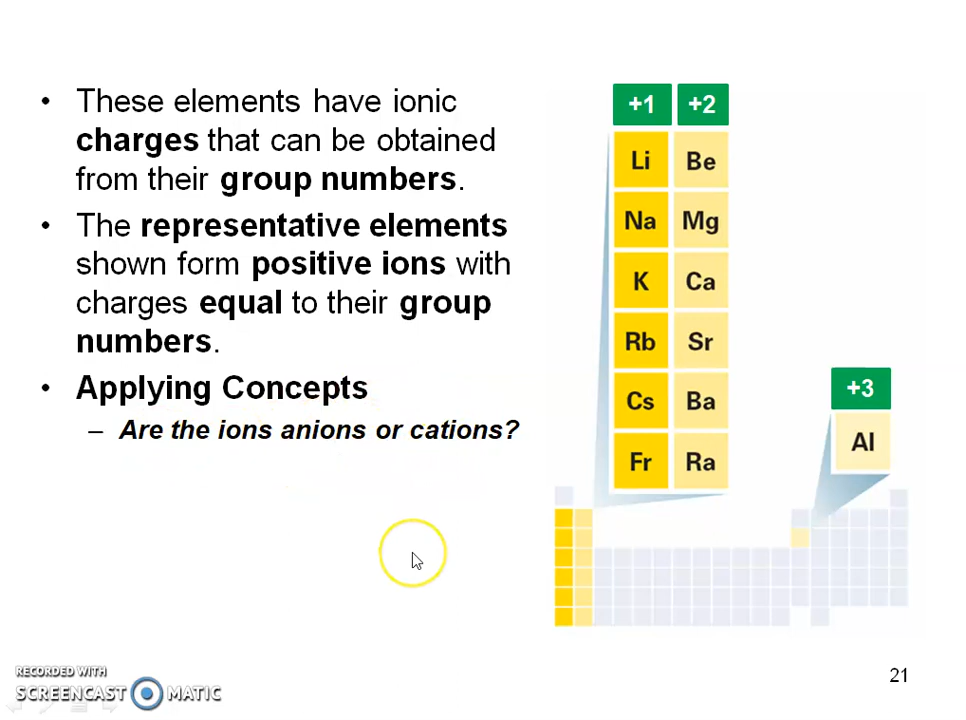 • These elements have ionic
charges that can be obtained
from their group numbers.
• The representative elements
shown form positive ions with
charges equal to their group
numbers.
• Applying Concepts
– Are the ions anions or cations?
+1 +2
Li Be
Na Mg
K Ca
Rb Sr
Cs Ba
Fr Ra
+3
Al
RECORDED WITH
SCREENCAST MATIC
21